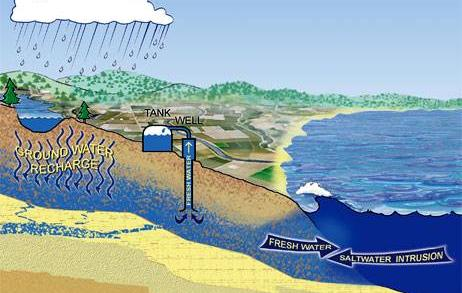 TANK
WELL
GROUND WATER
RECHARGE
FRESH WATER
FRESH WATER
SALTWATER INTRUSION